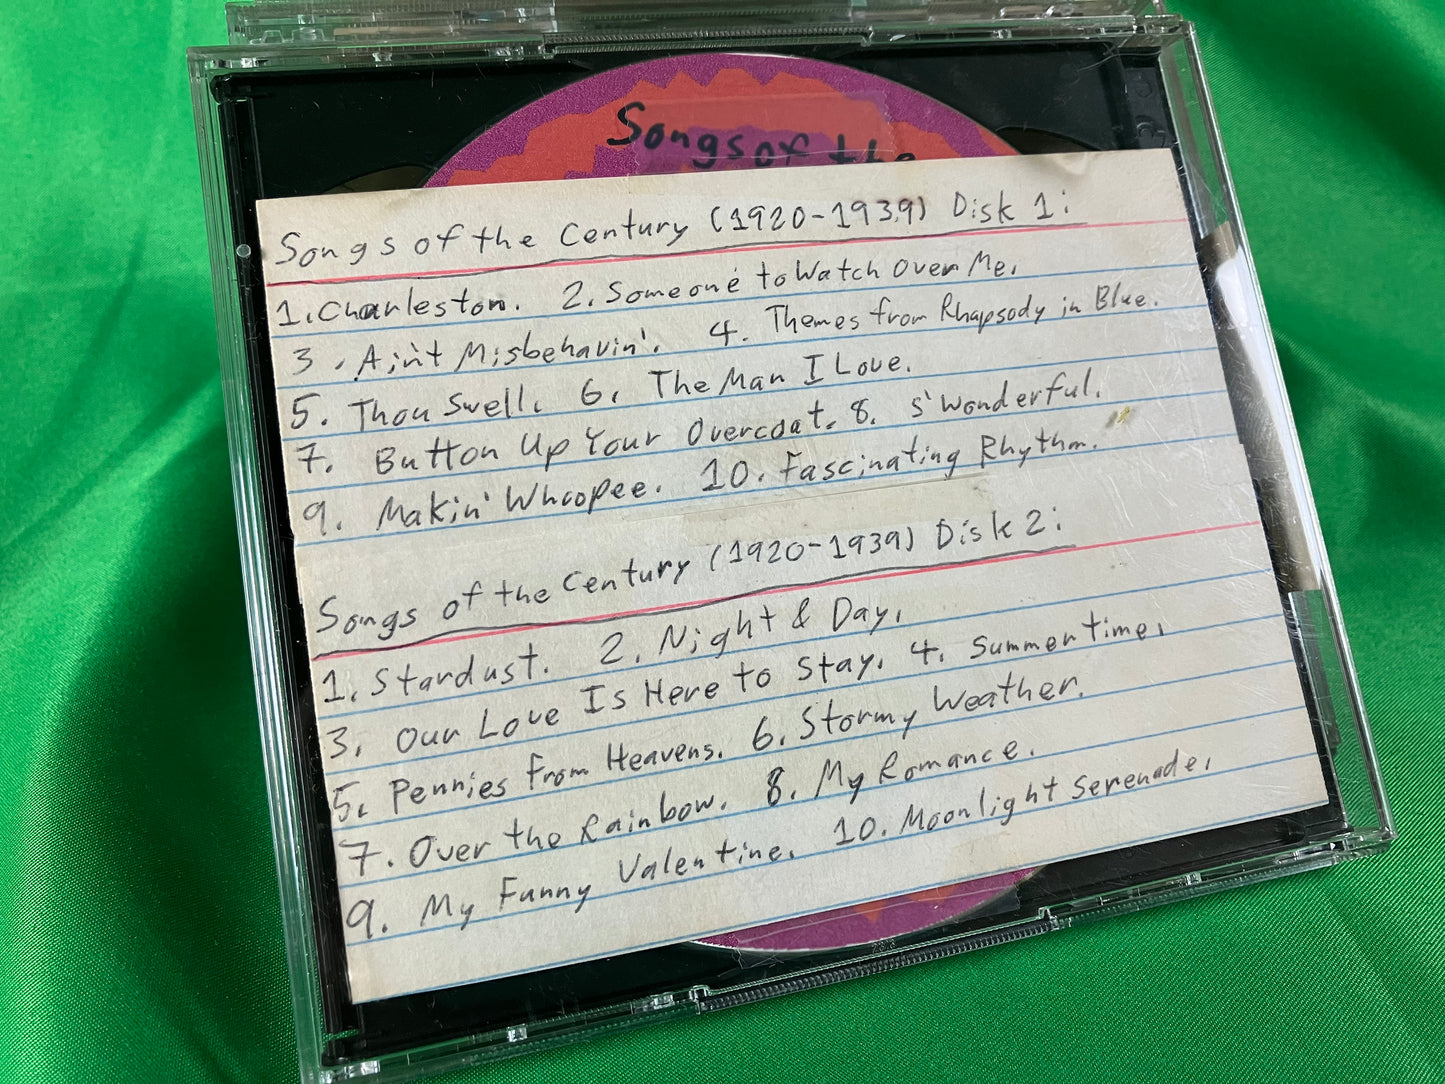 Songs of the
Songs of the Century (1920-1939) Disk 1:
1. Charleston. 2. Someone to Watch Over Me.
3. Ain't Misbehavin'. 4. Themes from Rhapsody in Blue.
5. Thou Swell. 6. The Man I Love.
7. Button Up Your Overcoat. 8. s'Wonderful.
9. Makin' Whoopee. 10. Fascinating Rhythm.
Songs of the Century (1920-1939) Disk 2:
1. Stardust. 2. Night & Day.
3. Our Love Is Here to Stay. 4. Summertime.
5. Pennies From Heavens. 6. Stormy Weather.
7. Over the Rainbow. 8. My Romance.
9. My Funny Valentine. 10. Moonlight Serenade.